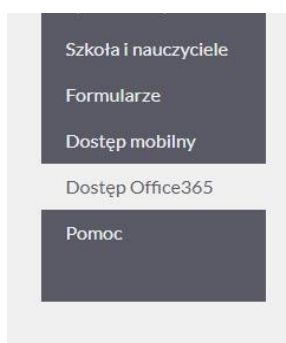 Szkoła i nauczyciele
Formularze
Dostęp mobilny
Dostęp Office365
Pomoc